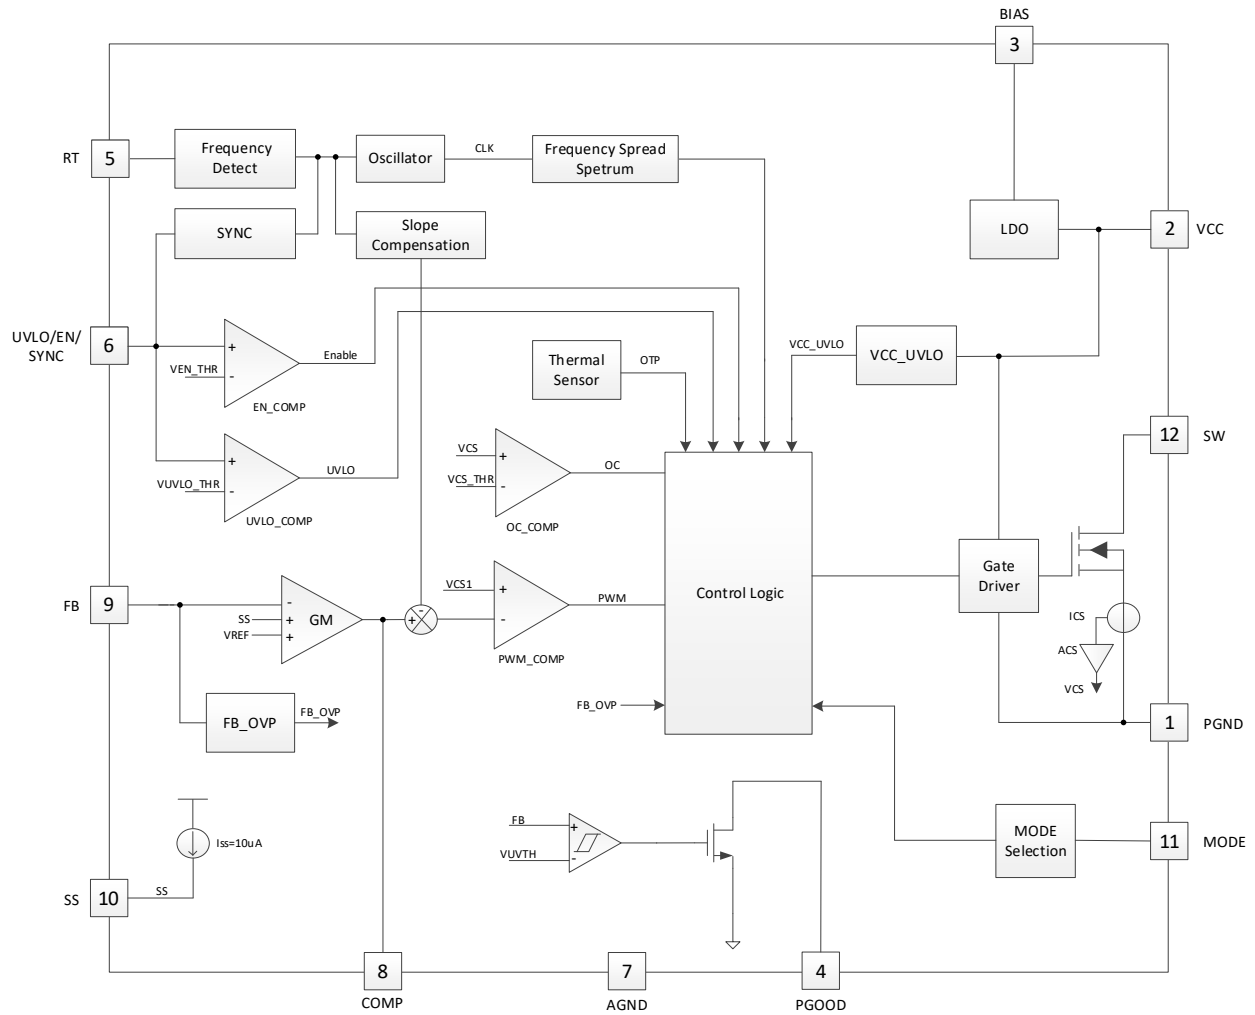 BIAS
3
RT
5
Frequency
Detect
Oscillator
CLK
Frequency Spread
Spetrum
SYNC
Slope
Compensation
LDO
2
VCC
UVLO/EN/
SYNC
6
+
VEN_THR
-
Enable
EN_COMP
Thermal
Sensor
OTP
VCC_UVLO
VCC_UVLO
12
SW
+
VUVLO_THR
-
UVLO
UVLO_COMP
VCS
+
VCS_THR
-
OC
OC_COMP
Control Logic
Gate
Driver
FB
9
-
SS
+
VREF
+
GM
-
+
VCS1
+
-
PWM
PWM_COMP
ICS
ACS
VCS
FB_OVP
FB_OVP
FB_OVP
1
PGND
Iss=10uA
FB
+
VUVTH
-
MODE
Selection
11
MODE
SS
10
SS
8
COMP
7
AGND
4
PGOOD